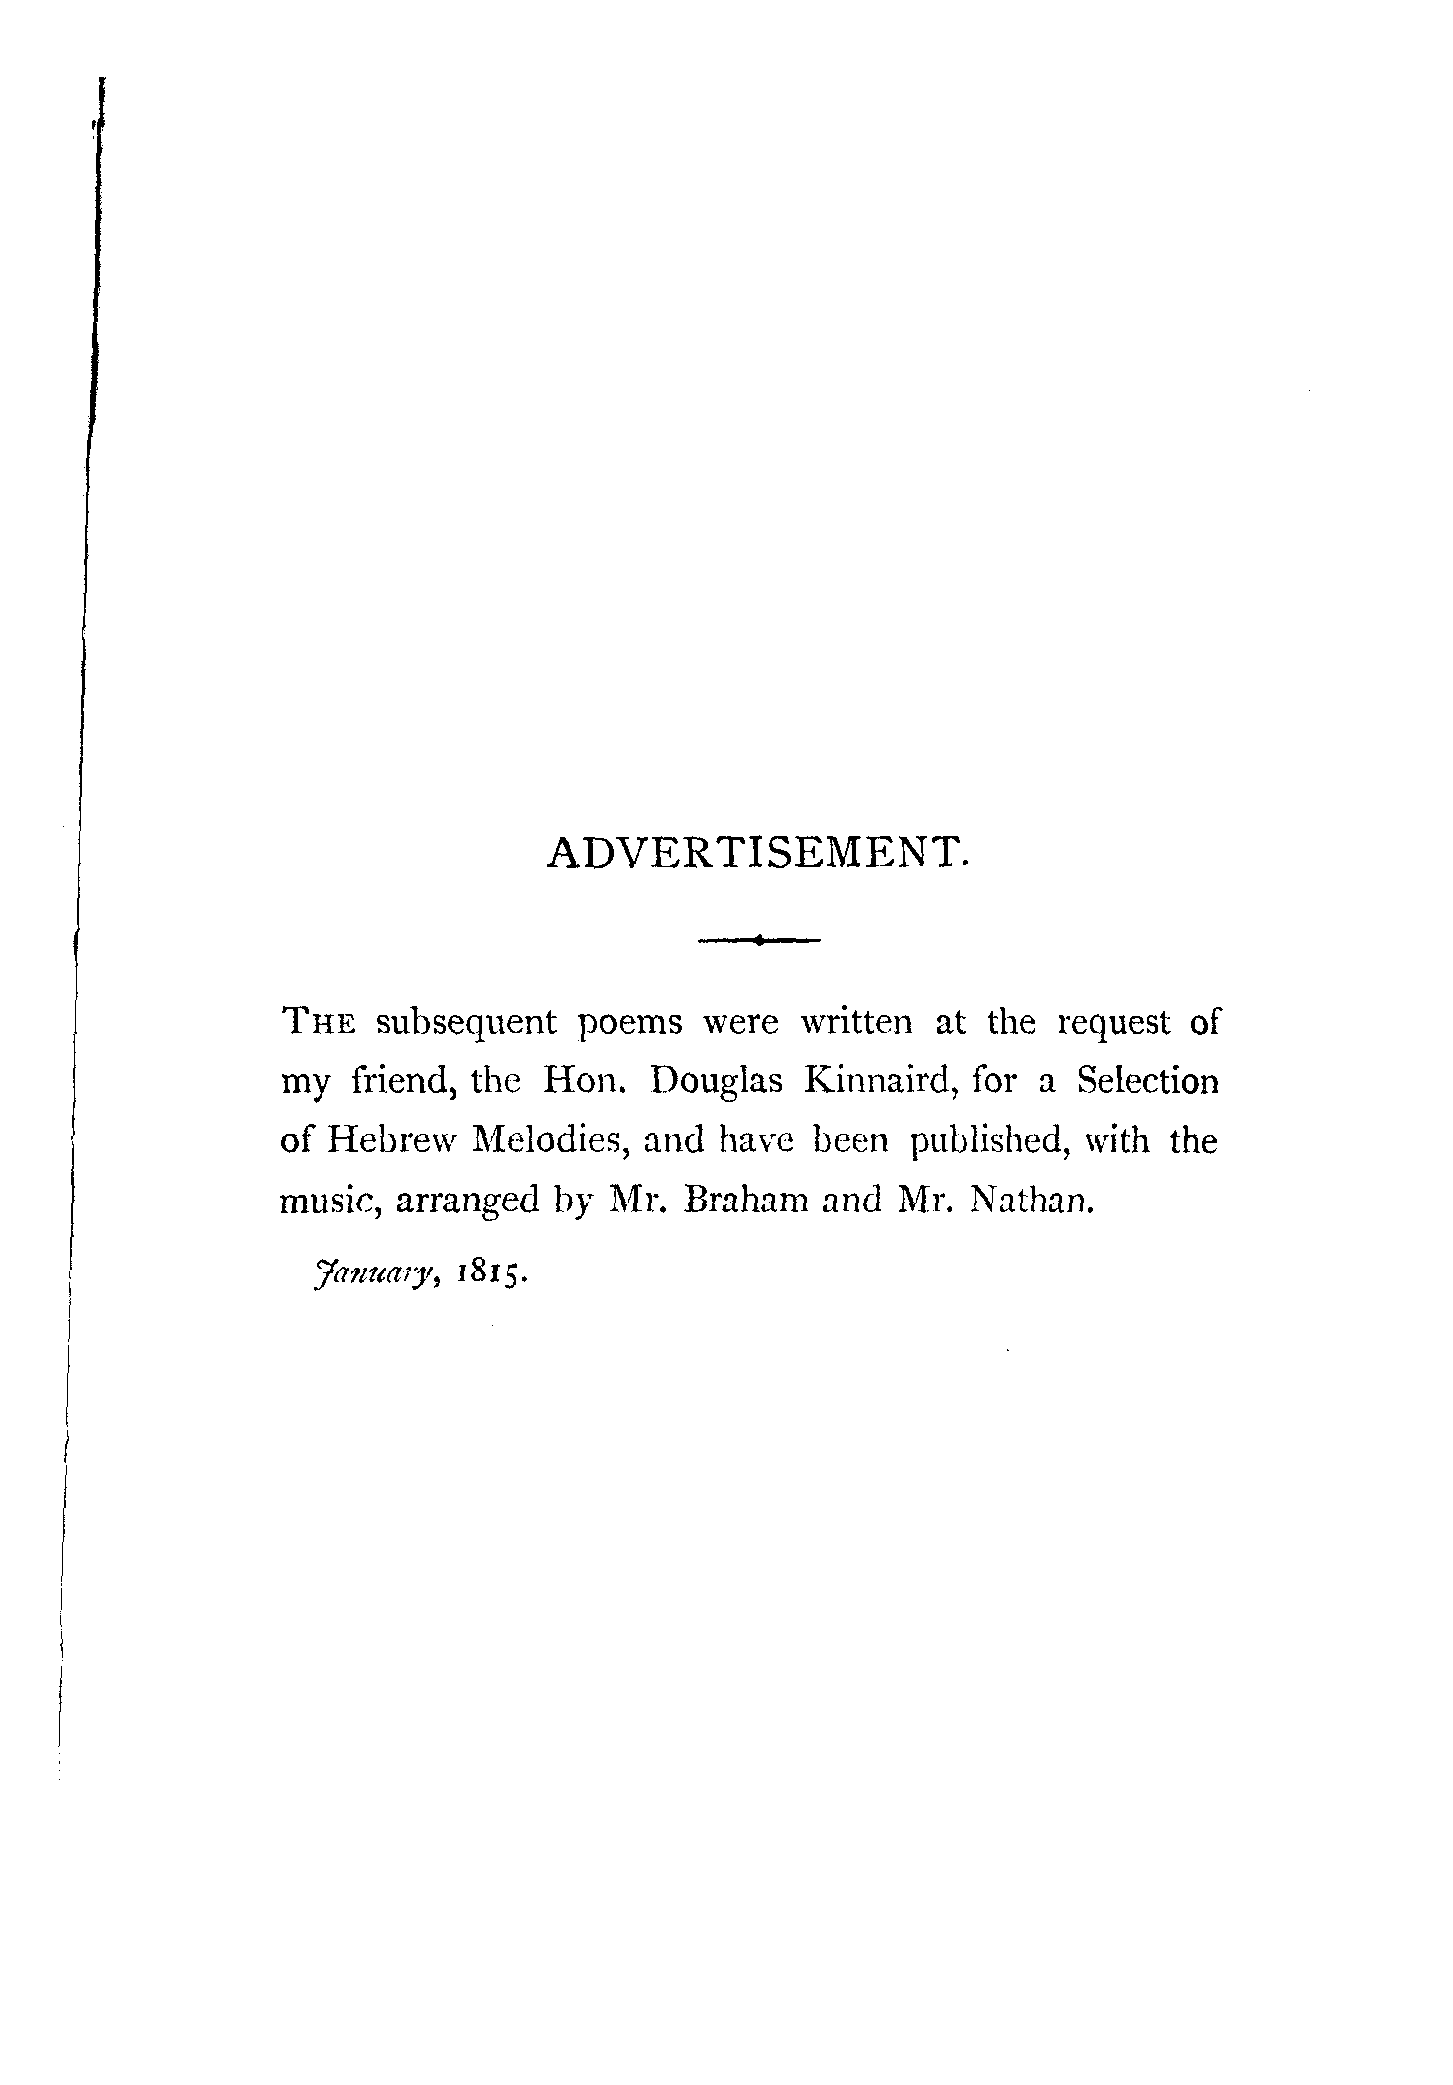 ADVERTISEMENT.
THE subsequent poems were written at the request of
my friend, the Hon. Douglas Kinnaird, for a Selection
of Hebrew Melodies, and have been published, with the
music, arranged by Mr. Braham and Mr. Nathan.
January, 1815.